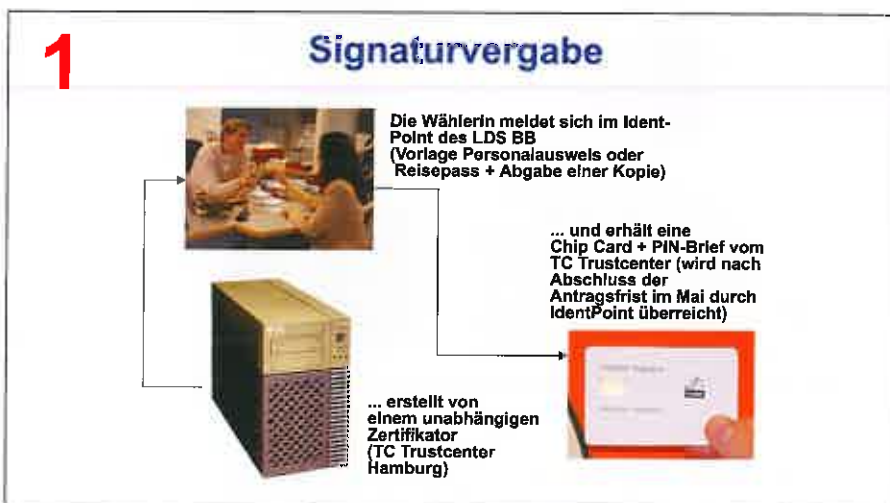 1
Signaturvergabe
Die Wählerin meldet sich im Ident-
Point des LDS BB
(Vorlage Personalausweis oder
Reisepass + Abgabe einer Kopie)
... und erhält eine
Chip Card + PIN-Brief vom
TC Trustcenter (wird nach
Abschluss der
Antragsfrist im Mai durch
IdentPoint überreicht)
... erstellt von
einem unabhängigen
Zertifikator
(TC Trustcenter
Hamburg)